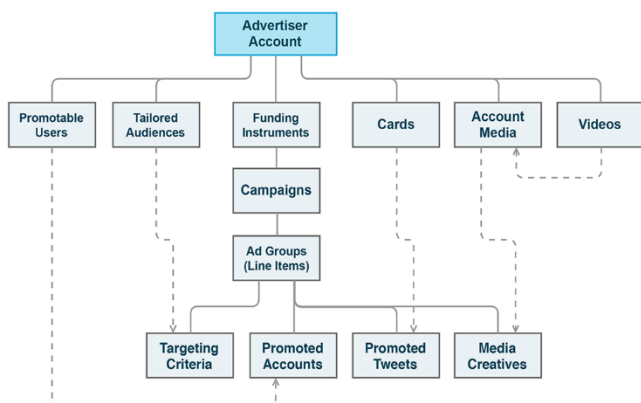 Advertiser
Account
Promotable
Users
Tailored
Audiences
Funding
Instruments
Cards
Account
Media
Videos
Campaigns
Ad Groups
(Line Items)
Targeting
Criteria
Promoted
Accounts
Promoted
Tweets
Media
Creatives